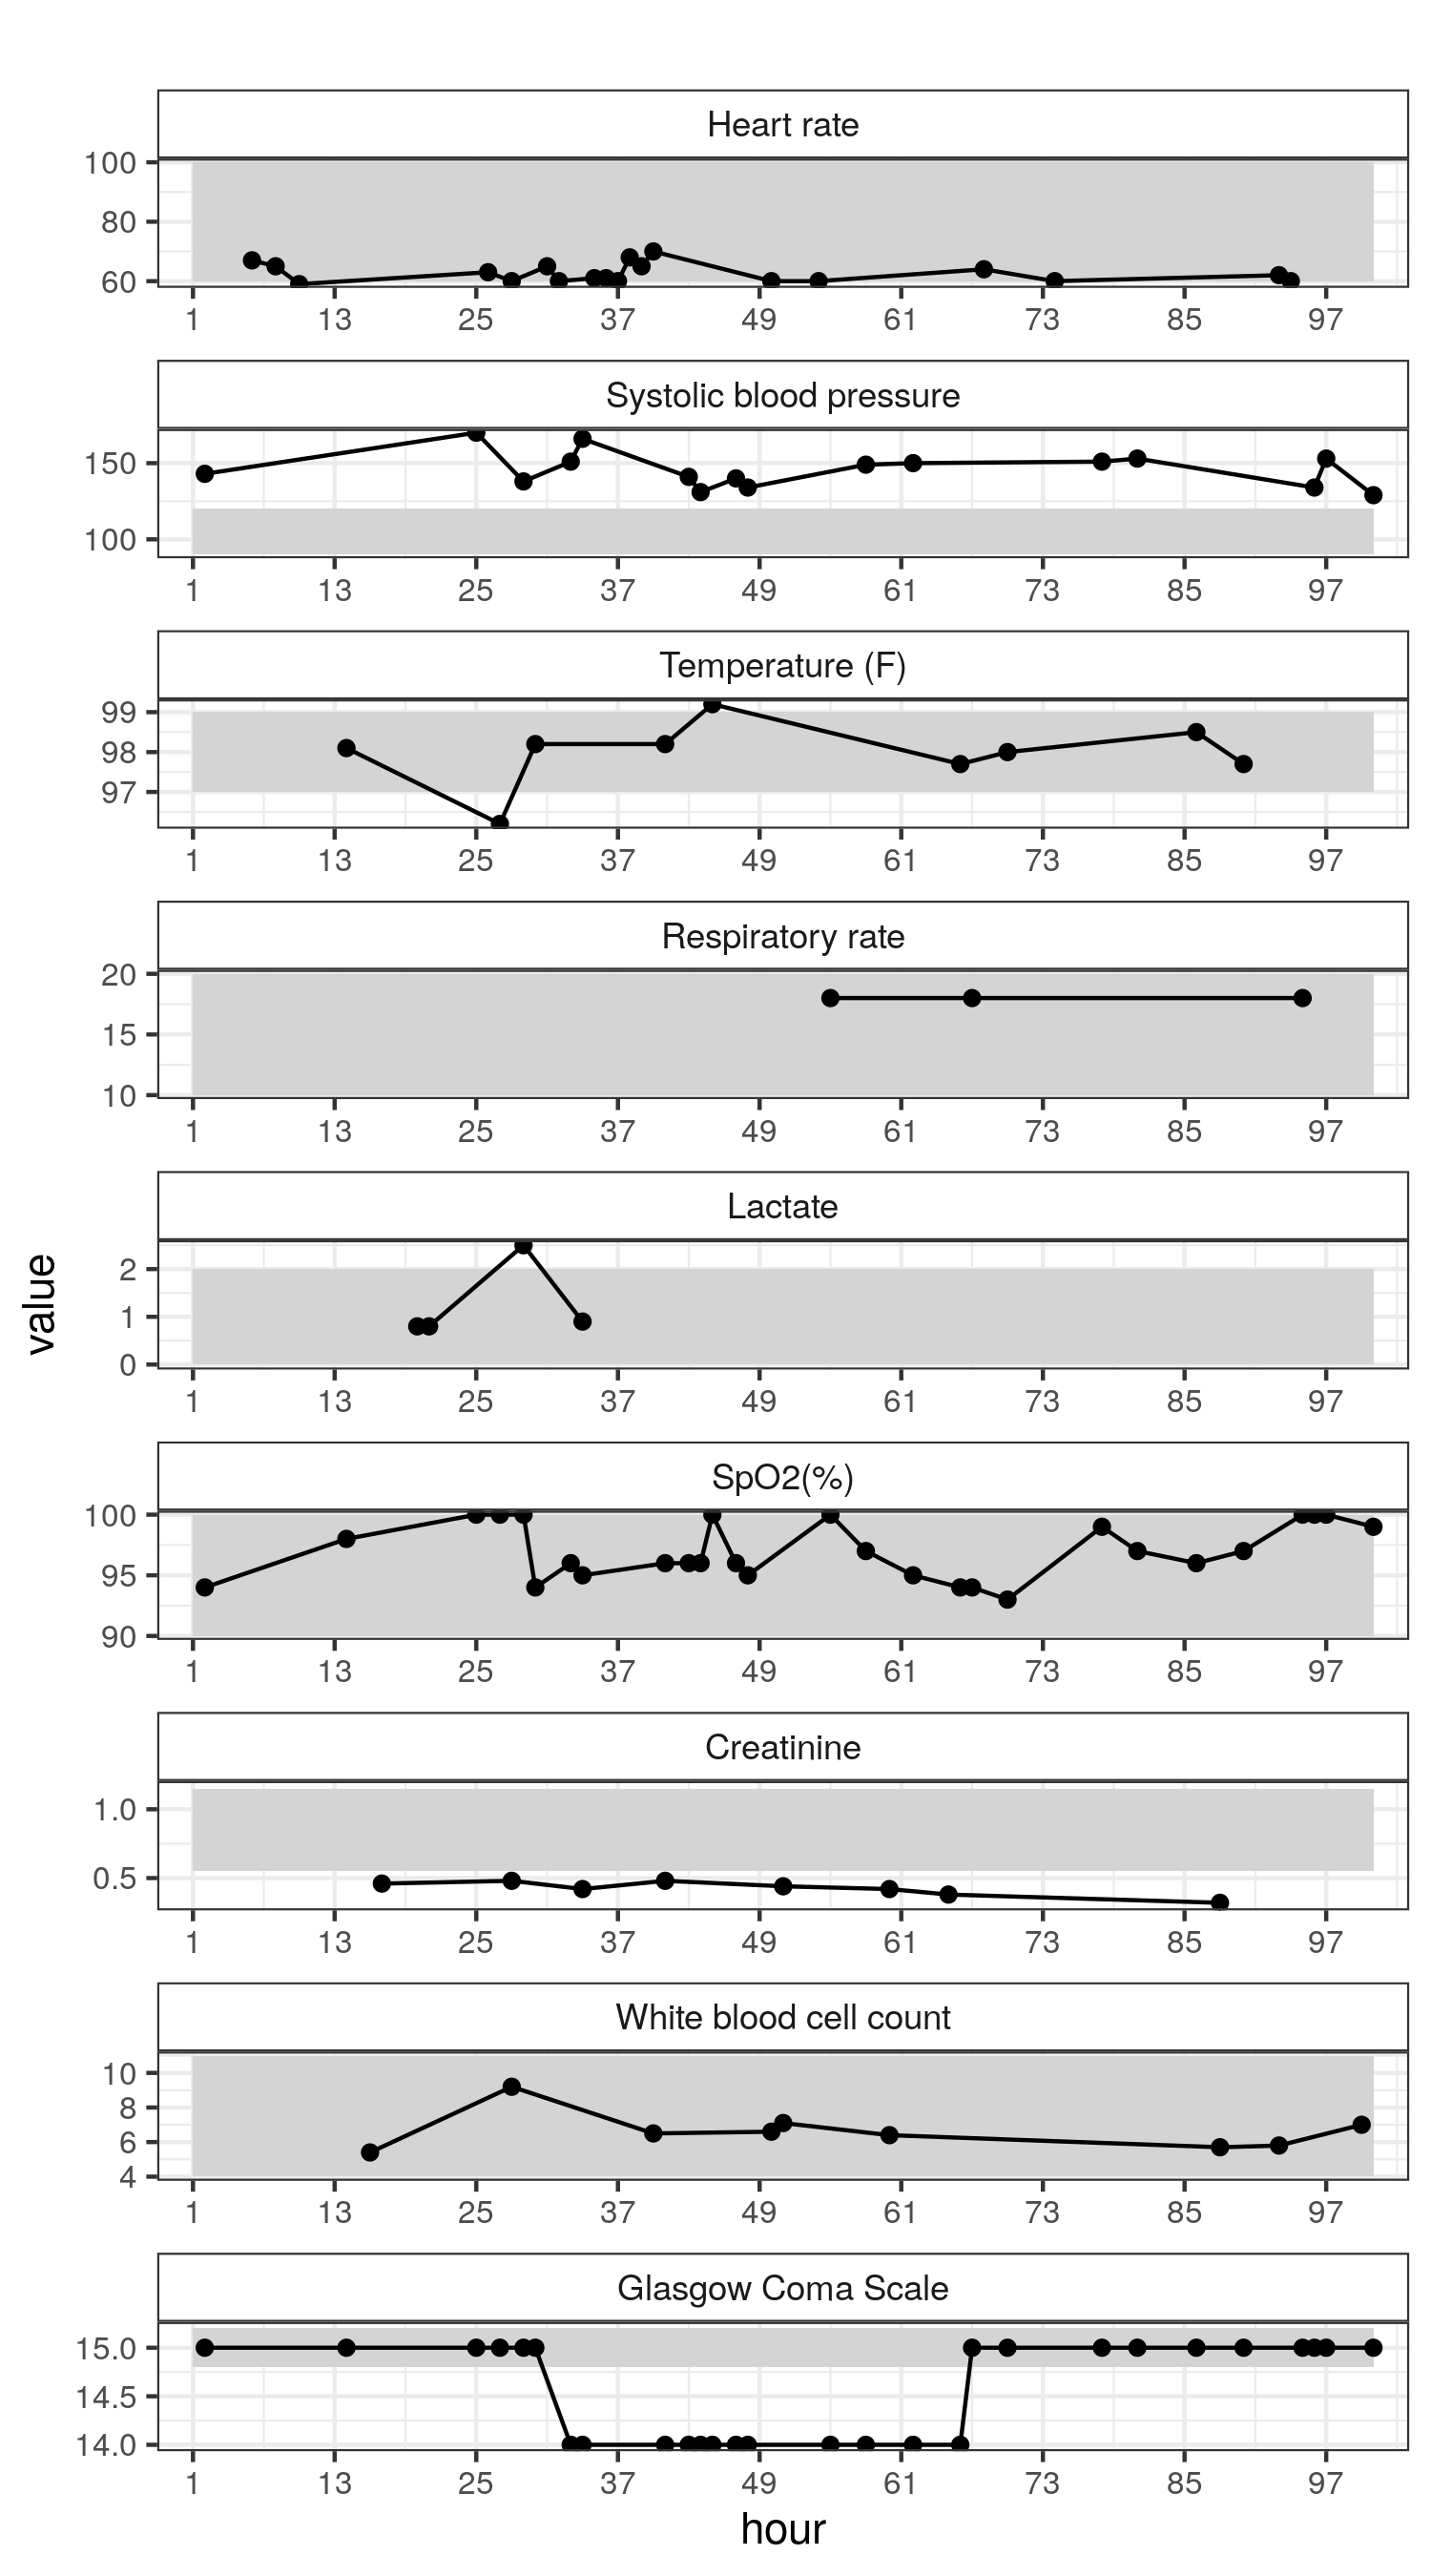 Heart rate
100
80
60
1 13 25 37 49 61 73 85 97
Systolic blood pressure
150
100
1 13 25 37 49 61 73 85 97
Temperature (F)
99
98
97
1 13 25 37 49 61 73 85 97
Respiratory rate
20
15
10
1 13 25 37 49 61 73 85 97
Lactate
2
1
0
1 13 25 37 49 61 73 85 97
value
SpO2(%)
100
95
90
1 13 25 37 49 61 73 85 97
Creatinine
1.0
0.5
1 13 25 37 49 61 73 85 97
White blood cell count
10
8
6
4
1 13 25 37 49 61 73 85 97
Glasgow Coma Scale
15.0
14.5
14.0
1 13 25 37 49 61 73 85 97
hour